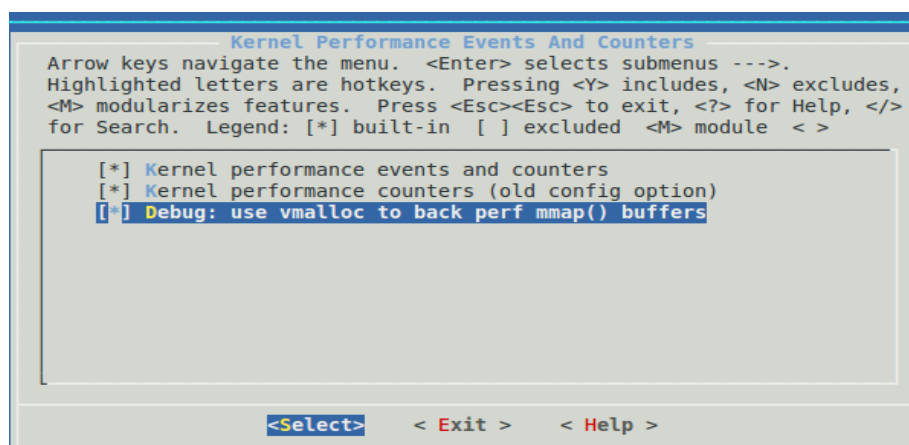 Kernel Performance Events And Counters
Arrow keys navigate the menu.  <Enter> selects submenus --->.
Highlighted letters are hotkeys.  Pressing <Y> includes, <N> excludes,
<M> modularizes features.  Press <Esc><Esc> to exit, <?> for Help, </>
for Search.  Legend: [*] built-in  [ ] excluded  <M> module  < >
[*] Kernel performance events and counters
[*] Kernel performance counters (old config option)
[*] Debug: use vmalloc to back perf mmap() buffers
<Select>    < Exit >    < Help >